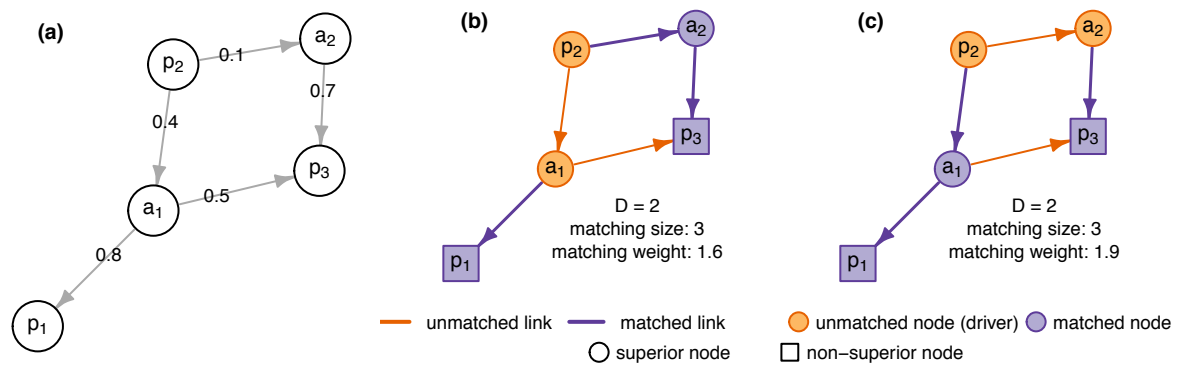 (a)
p2
0.1
a2
0.4
0.7
a1
0.5
p3
0.8
p1
(b)
p2
a2
a1
p3
p1
D = 2
matching size: 3
matching weight: 1.6
(c)
p2
a2
a1
p3
p1
D = 2
matching size: 3
matching weight: 1.9
unmatched link matched link unmatched node (driver) matched node
superior node non−superior node